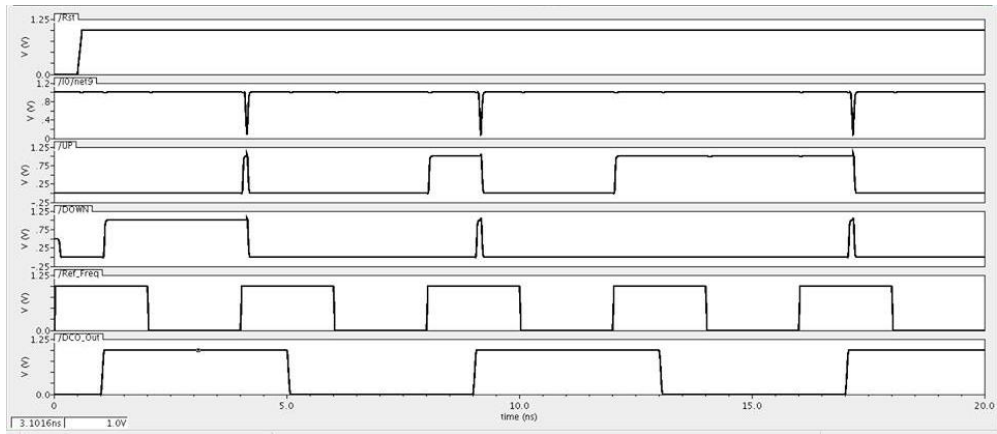 /Rst
1.25
V (V)
0.0
/I0/net9
1.2
.8
V (V)
.4
0
/UP
1.25
.75
V (V)
.25
-.25
/DOWN
1.25
.75
V (V)
.25
-.25
/Ref_Freq
1.25
V (V)
0.0
/DCO_Out
1.25
V (V)
0.0
0 5.0 10.0 15.0 20.0
time (ns)
3.1016ns 1.0V